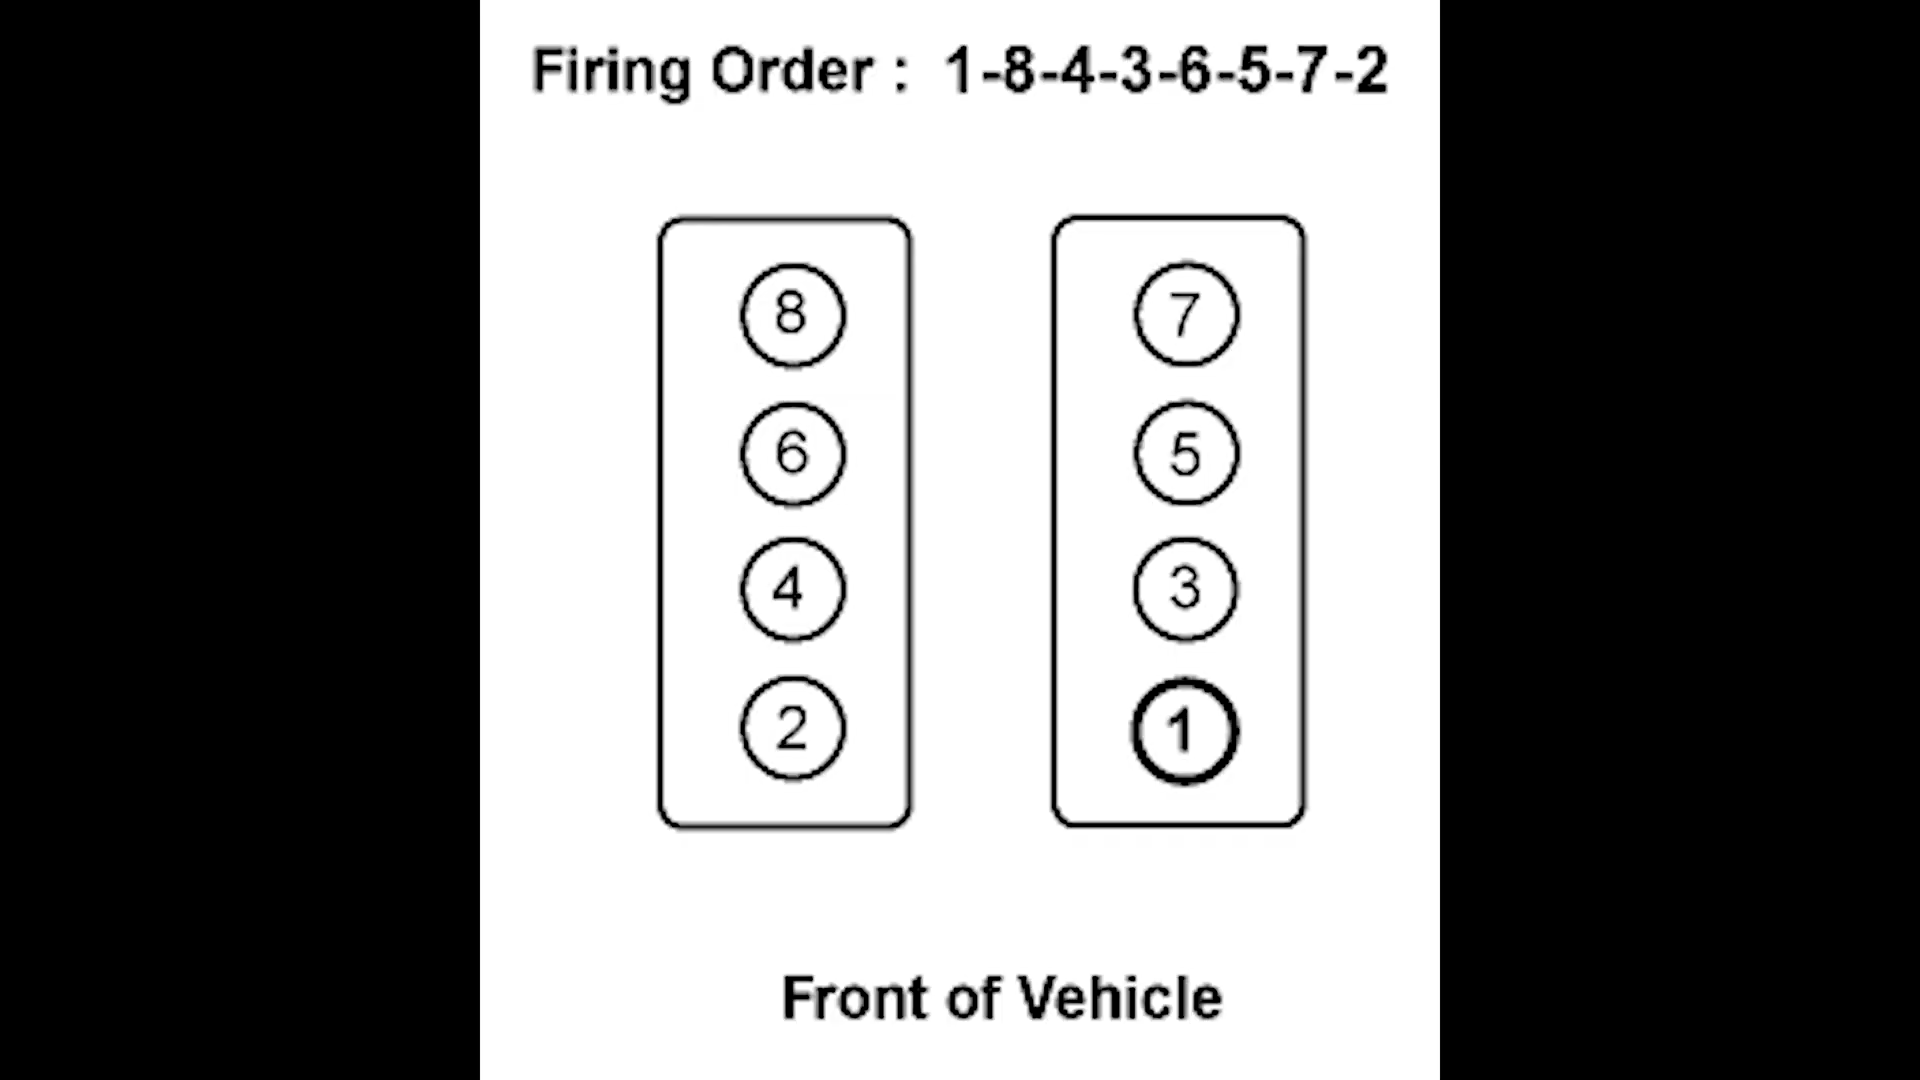 Firing Order : 1-8-4-3-6-5-7-2
8 7
6 5
4 3
2 1
Front of Vehicle